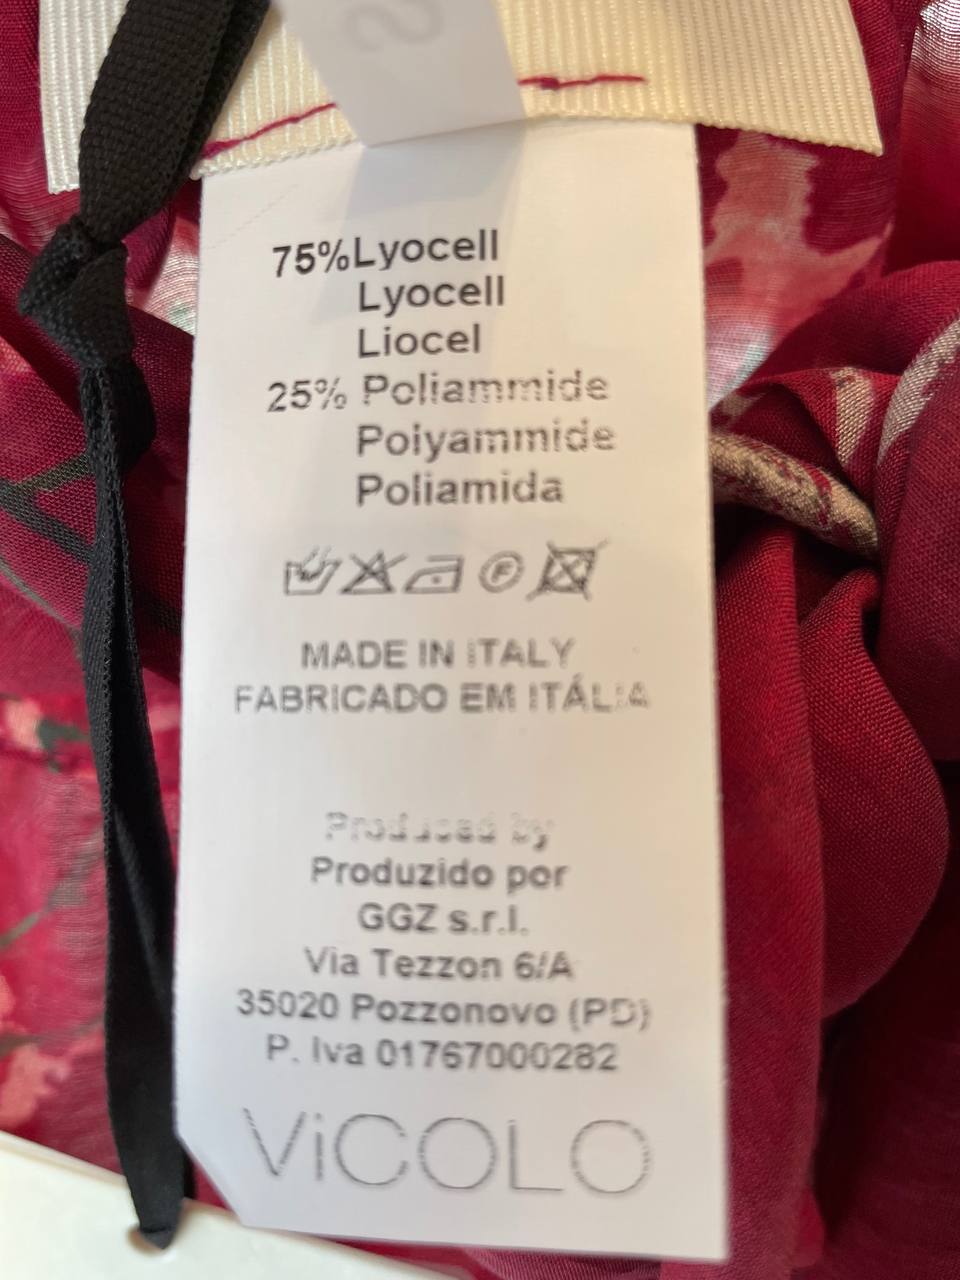 75%Lyocell
Lyocell
Liocel
25% Poliammide
Polyammide
Poliamida
F
MADE IN ITALY
FABRICADO EM ITÁLIA
Produced by
Produzido por
GGZ s.r.l.
Via Tezzon 6/A
35020 Pozzonovo (PD)
P. Iva 01767000282
ViCOLO